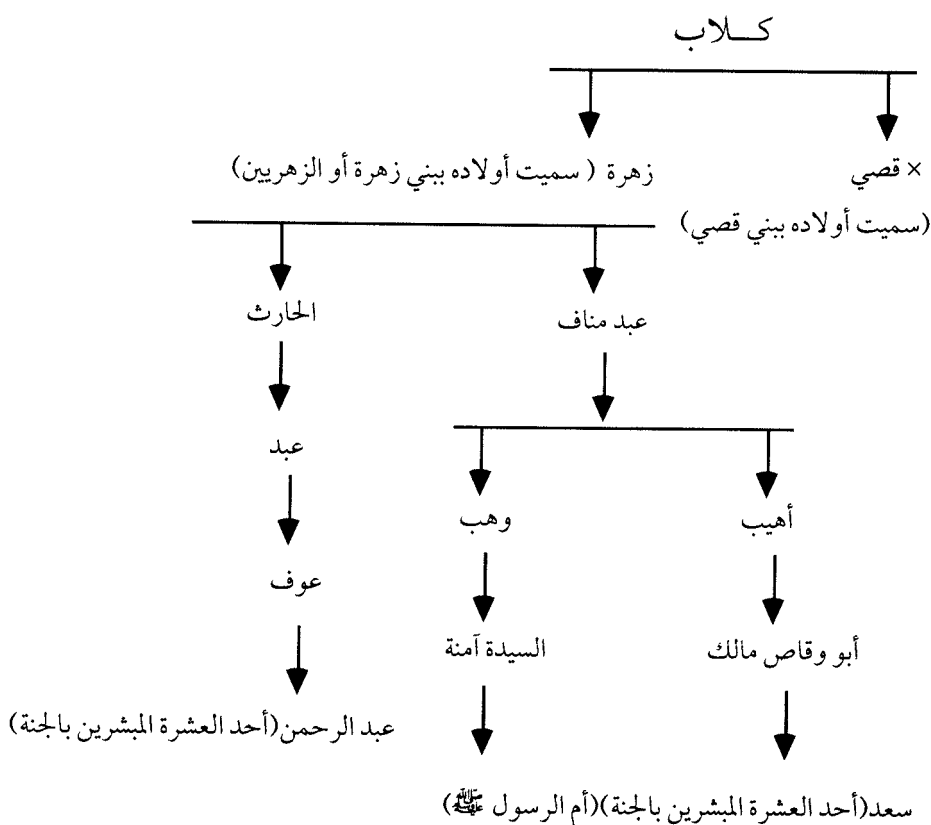 كـــلاب
× قصي    زهرة ( سميت أولاده ببني زهرة أو الزهريين)
(سميت أولاده ببني قصي)
عبد مناف    الحارث
عبد
أهيب    وهب
عوف
أبو وقاص مالك    السيدة آمنة
عبد الرحمن(أحد العشرة المبشرين بالجنة)
سعد(أحد العشرة المبشرين بالجنة)(أم الرسول ﷺ)